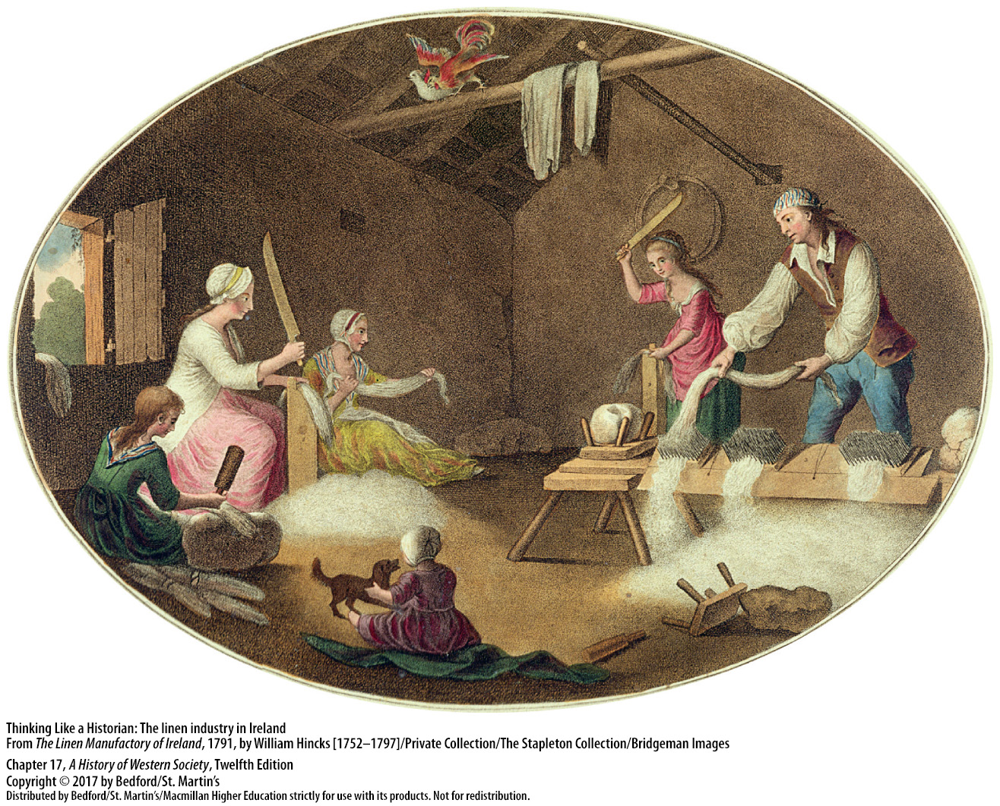 Thinking Like a Historian: The linen industry in Ireland
From The Linen Manufactory of Ireland, 1791, by William Hincks [1752–1797]/Private Collection/The Stapleton Collection/Bridgeman Images
Chapter 17, A History of Western Society, Twelfth Edition
Copyright © 2017 by Bedford/St. Martin’s
Distributed by Bedford/St. Martin’s/Macmillan Higher Education strictly for use with its products. Not for redistribution.